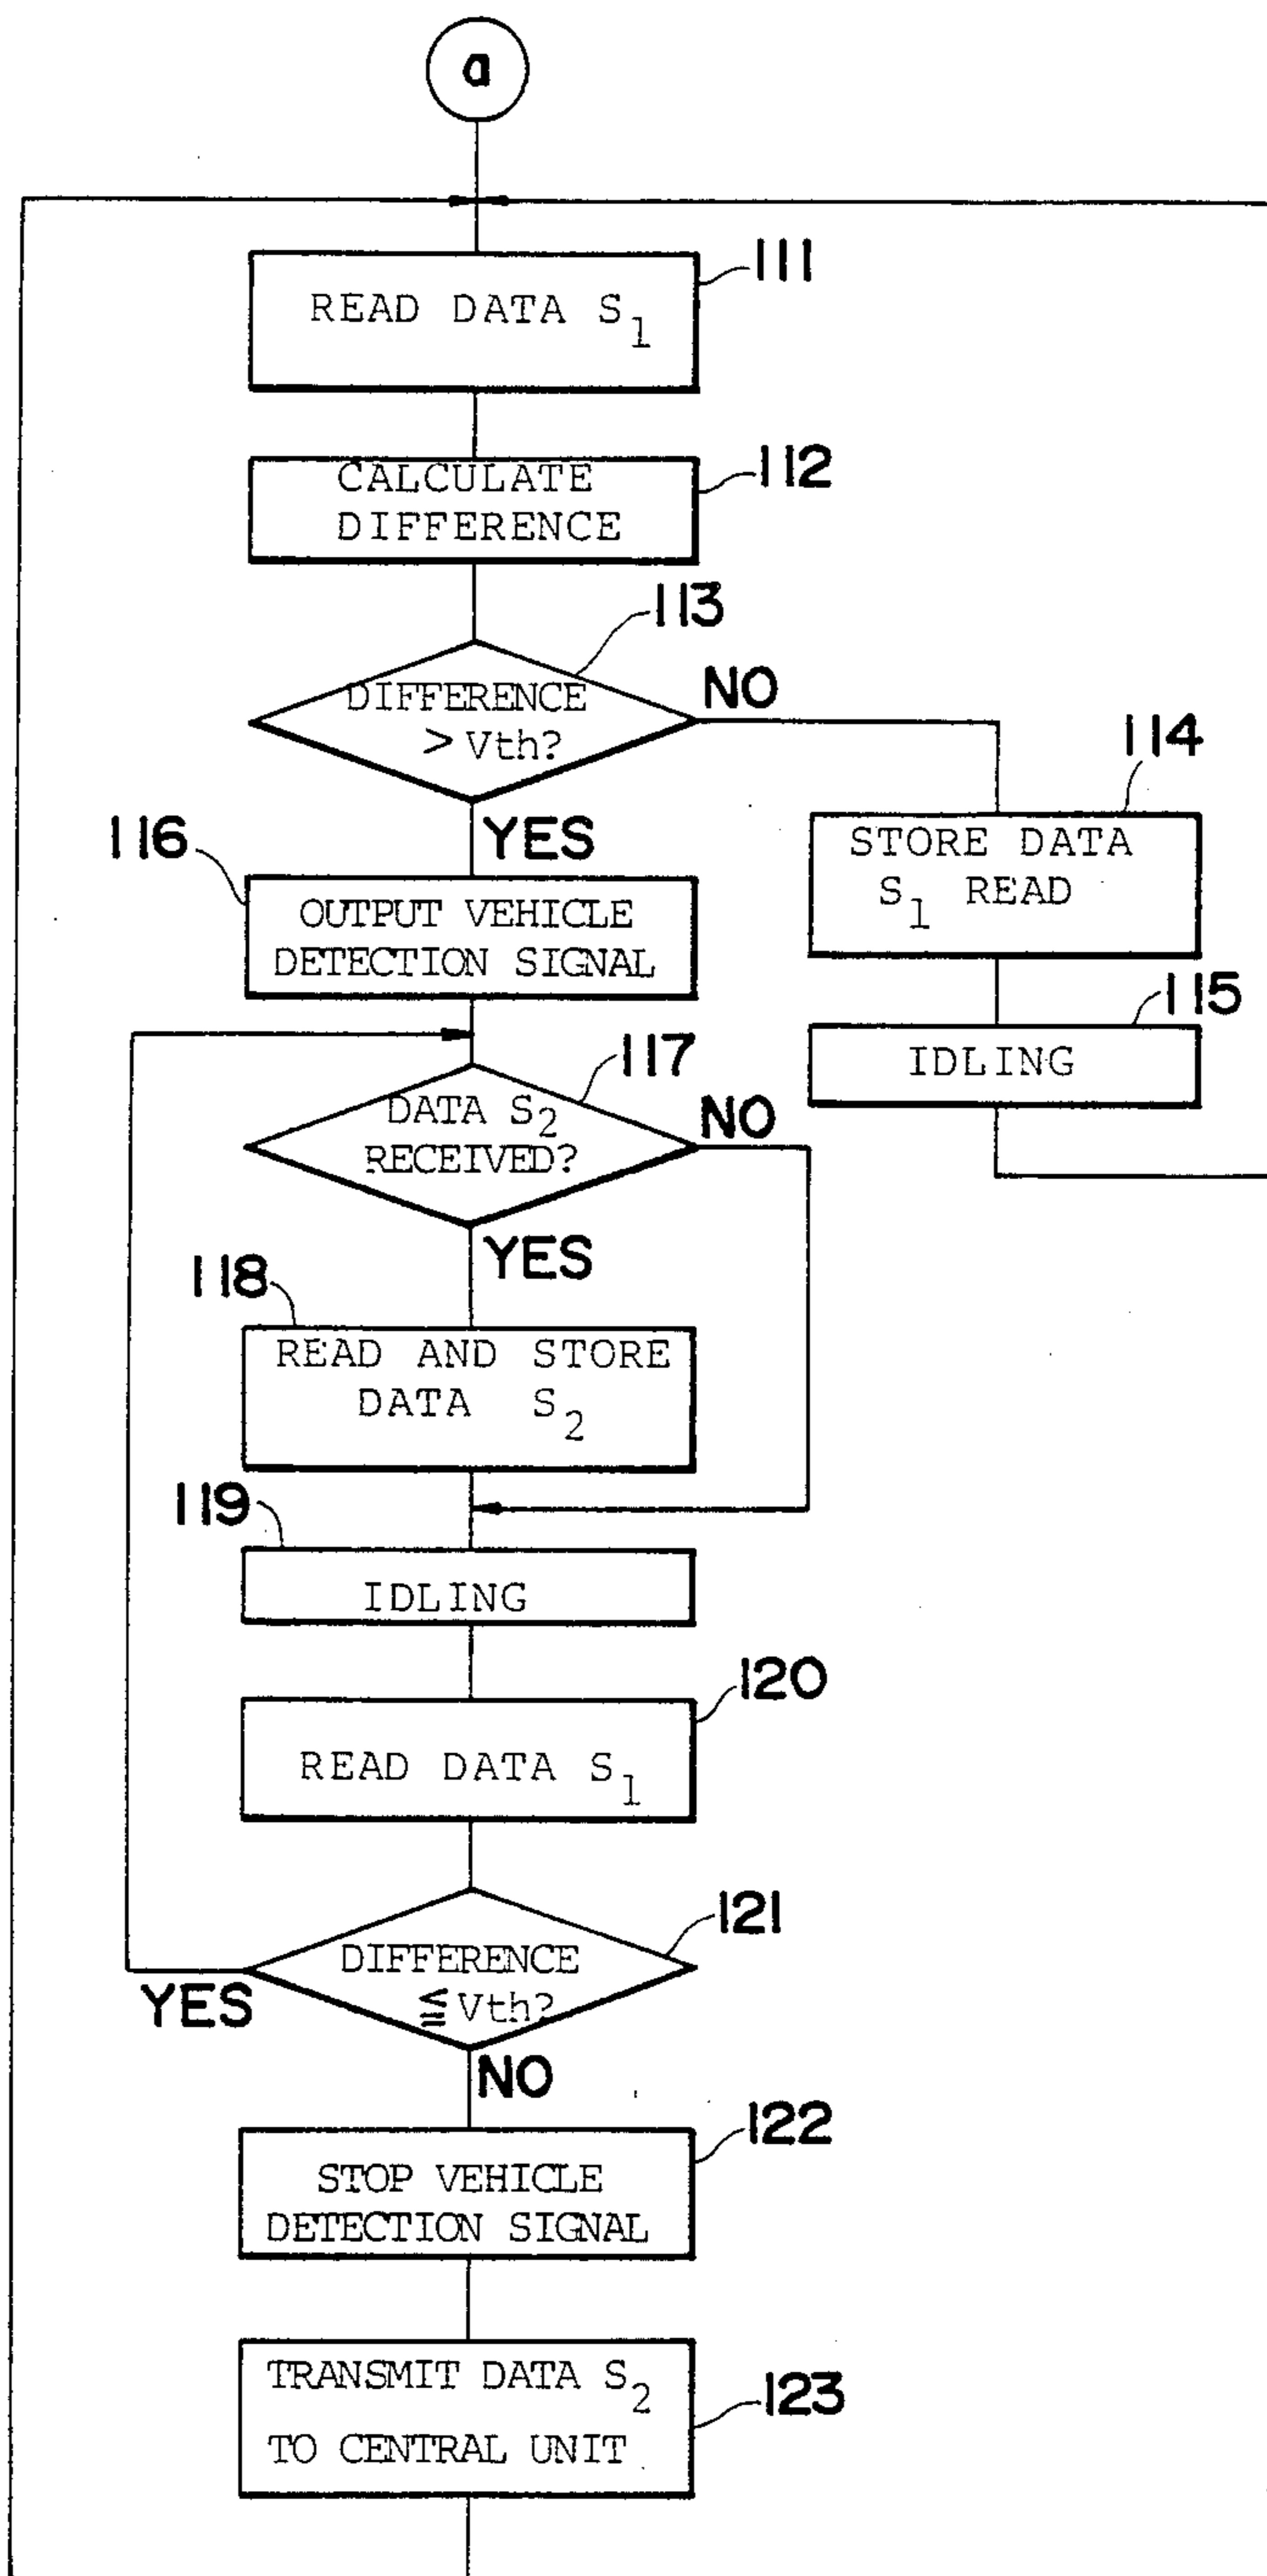 a
111
READ DATA S1
112
CALCULATE
DIFFERENCE
113
DIFFERENCE
> Vth?
NO
YES
114
STORE DATA
S1 READ
115
IDLING
116
OUTPUT VEHICLE
DETECTION SIGNAL
117
DATA S2
RECEIVED?
NO
YES
118
READ AND STORE
DATA S2
119
IDLING
120
READ DATA S1
121
DIFFERENCE
≦ Vth?
YES
NO
122
STOP VEHICLE
DETECTION SIGNAL
123
TRANSMIT DATA S2
TO CENTRAL UNIT